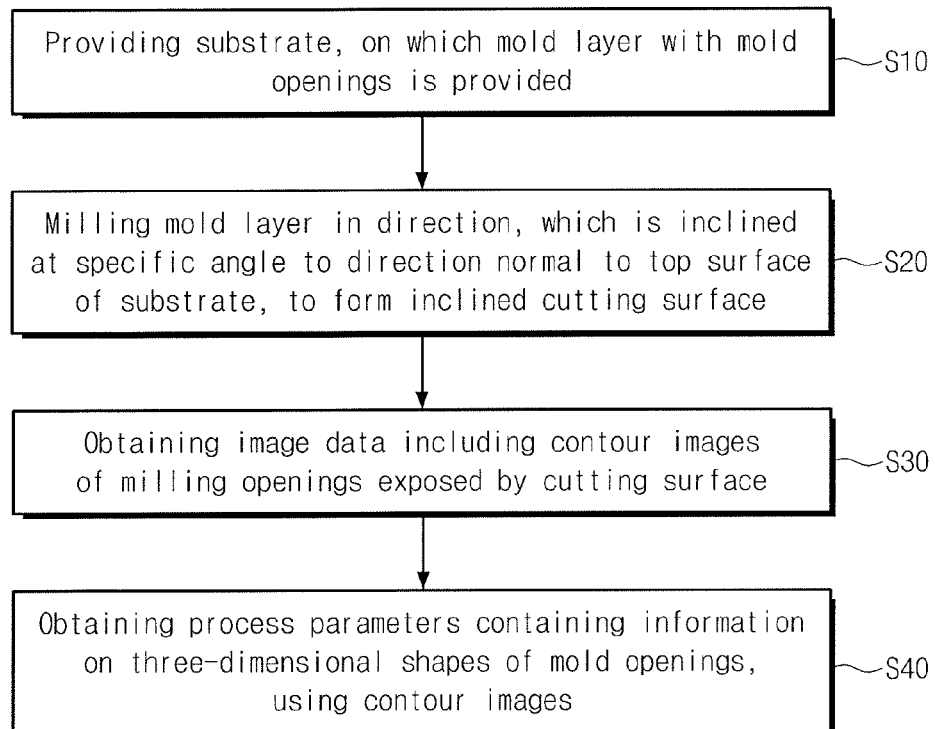 Providing substrate, on which mold layer with mold
openings is provided
S10
Milling mold layer in direction, which is inclined
at specific angle to direction normal to top surface
of substrate, to form inclined cutting surface
S20
Obtaining image data including contour images
of milling openings exposed by cutting surface
S30
Obtaining process parameters containing information
on three-dimensional shapes of mold openings,
using contour images
S40